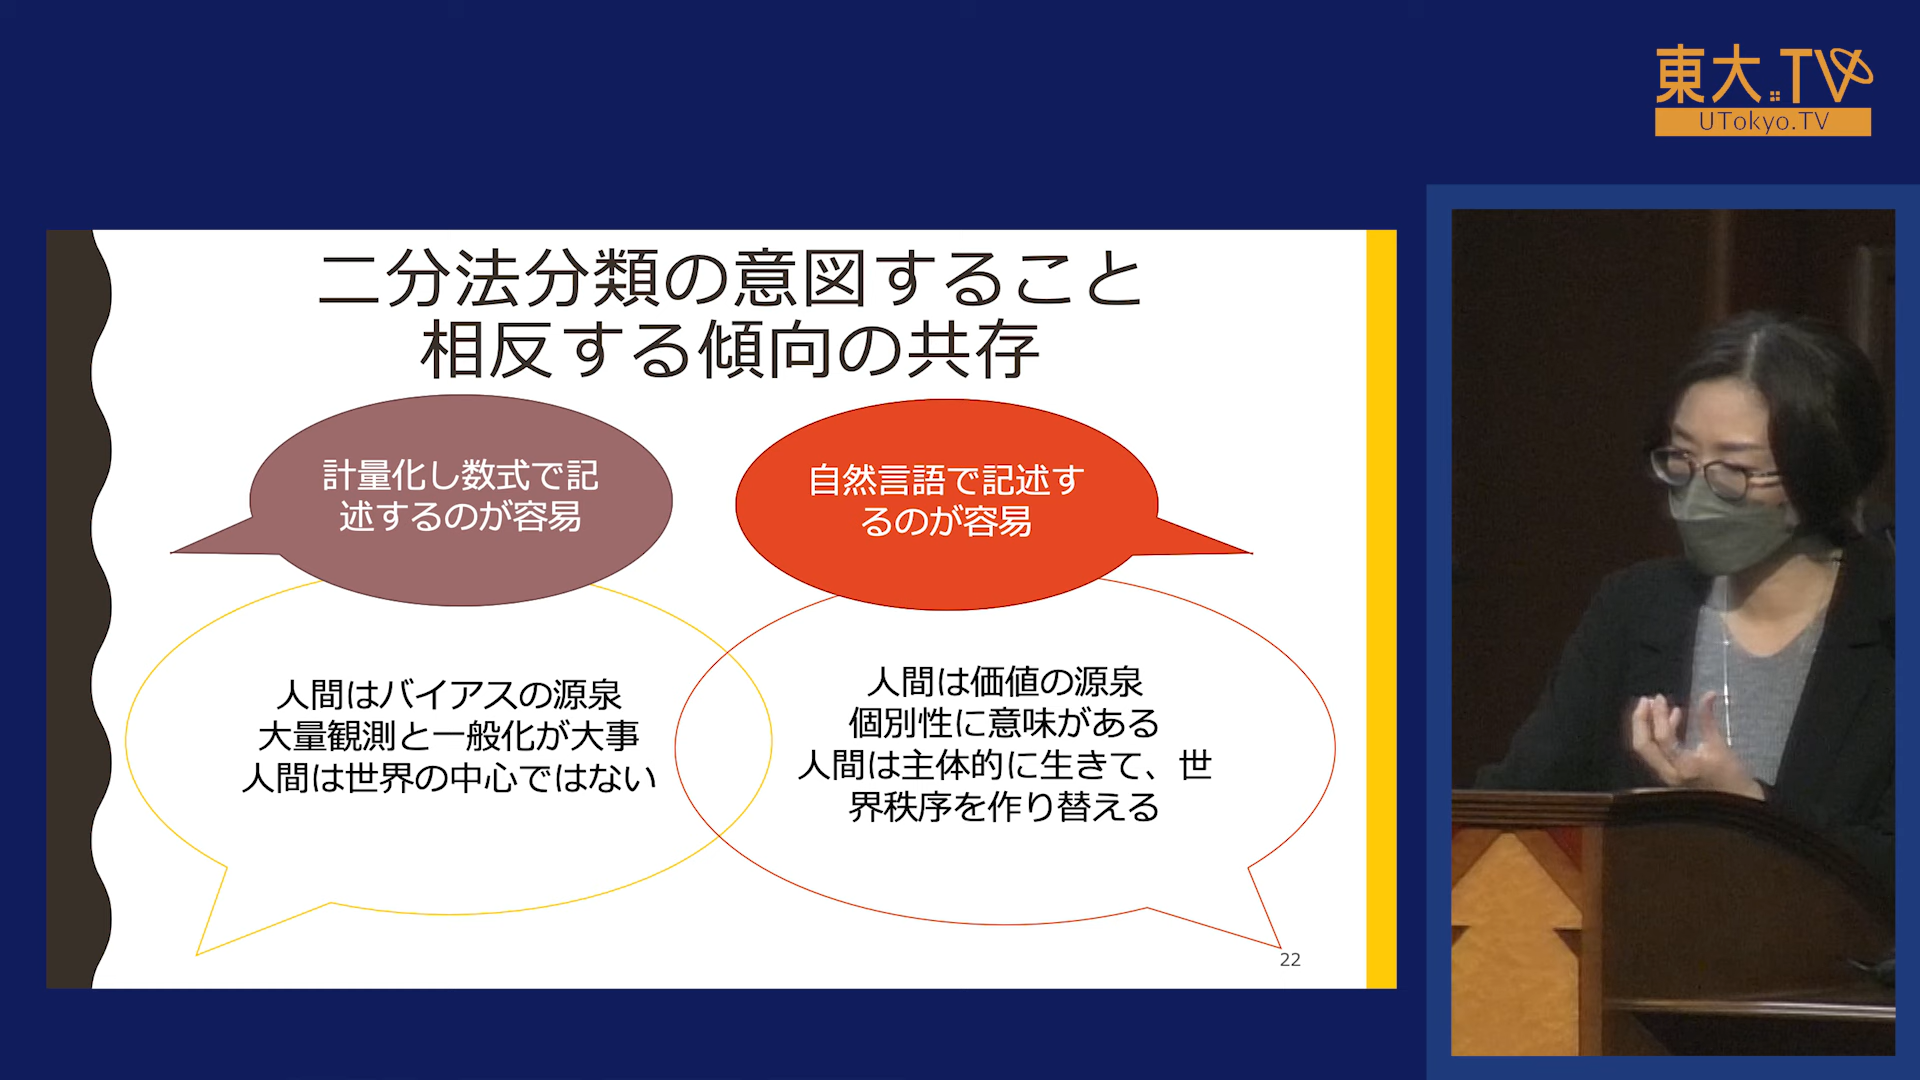 東大TV
UTokyo.TV
二分法分類の意図すること
相反する傾向の共存
計量化し数式で記
述するのが容易
自然言語で記述す
るのが容易
人間はバイアスの源泉
大量観測と一般化が大事
人間は世界の中心ではない
人間は価値の源泉
個別性に意味がある
人間は主体的に生きて、世
界秩序を作り替える
22